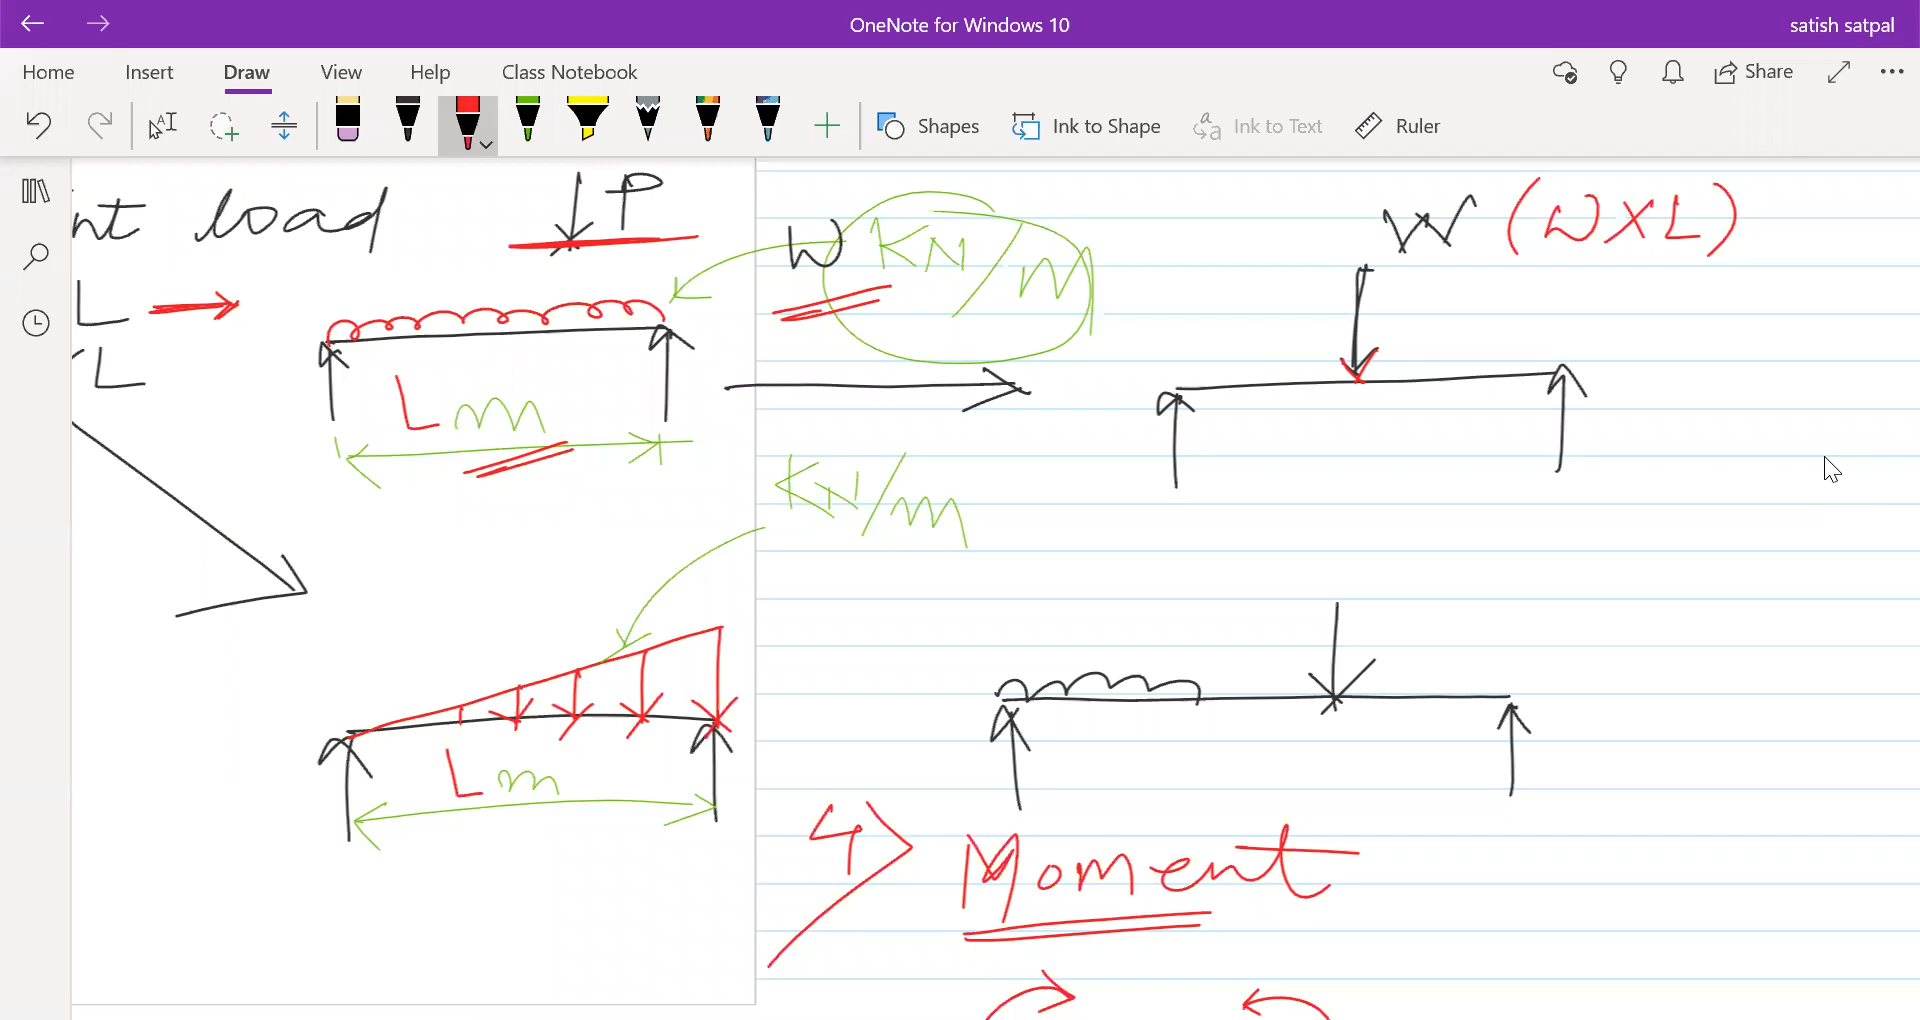 OneNote for Windows 10
satish satpal
Home Insert Draw View Help Class Notebook
Share
Shapes Ink to Shape Ink to Text Ruler
nt load
P
L
L
W KN/m
W (WXL)
L m
KN/m
L m
4)
Moment